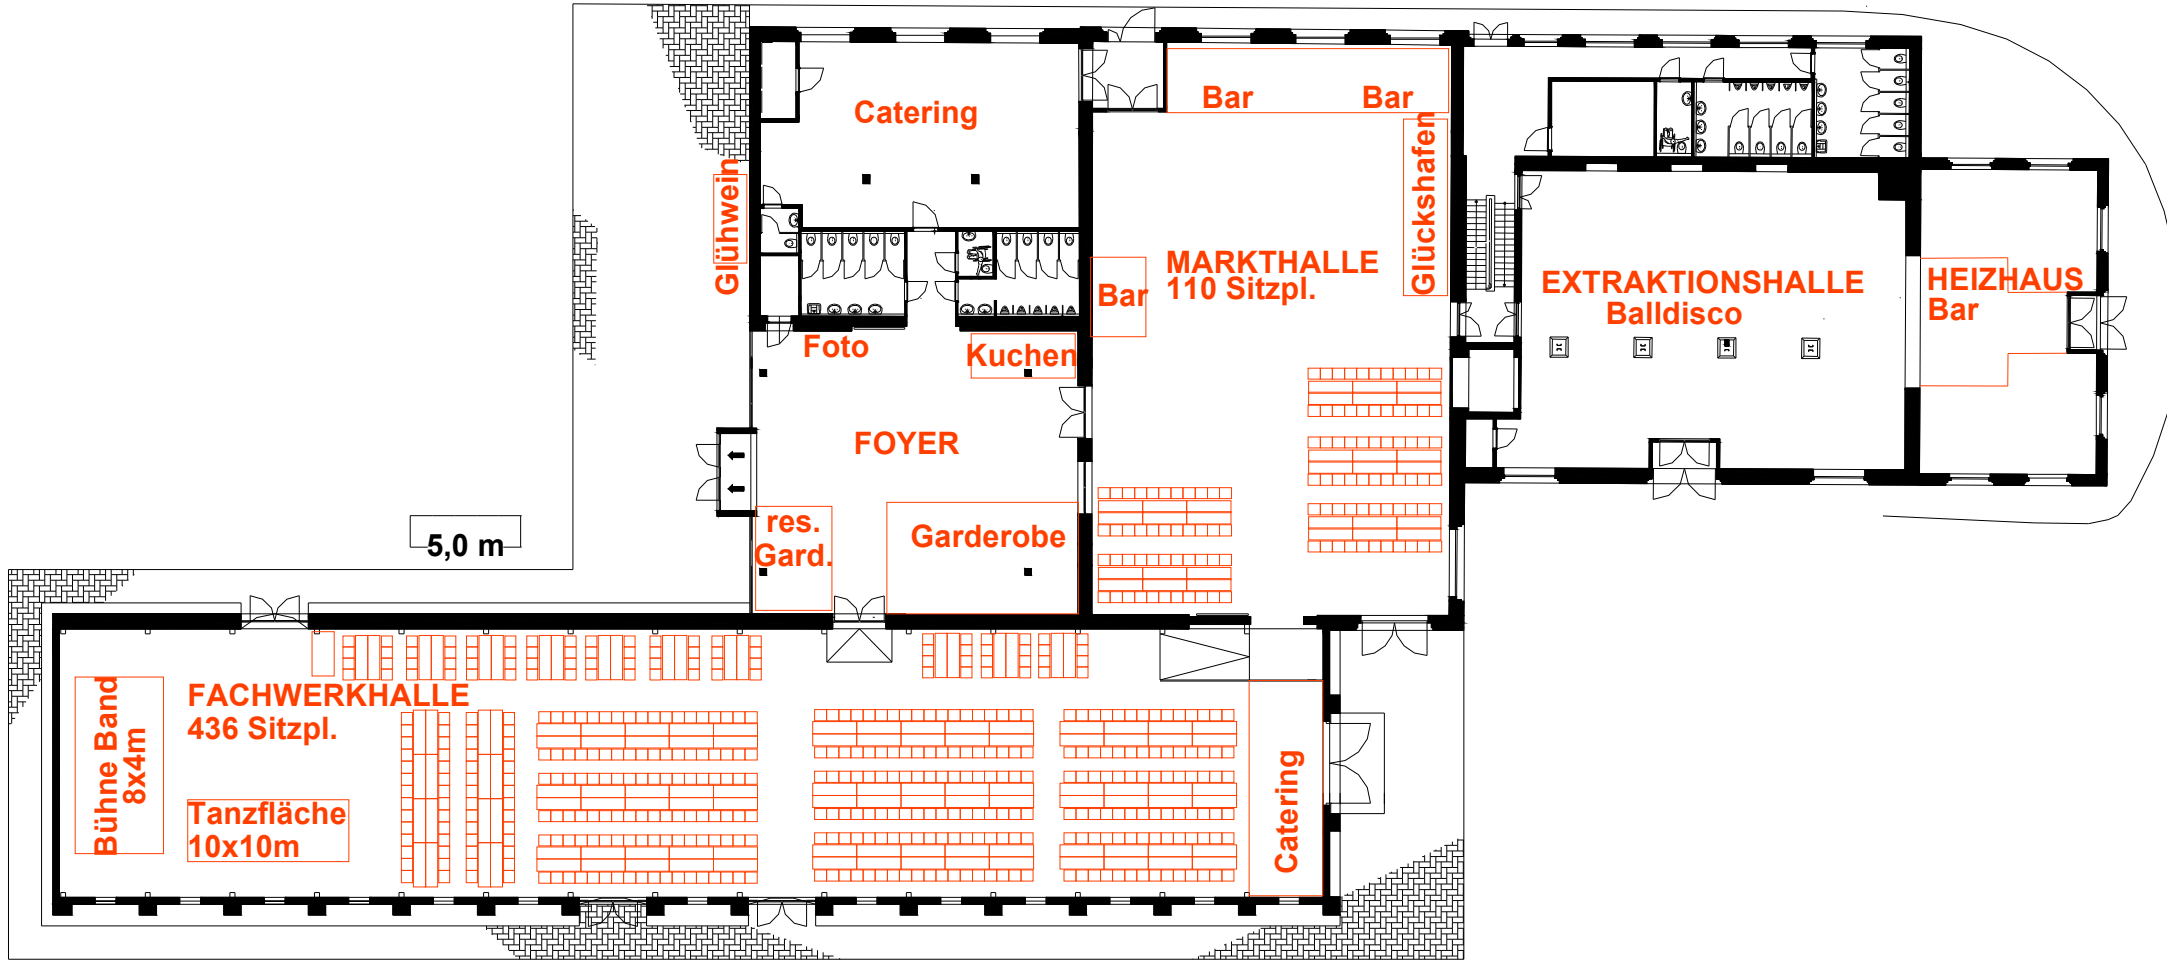 Catering
Bar
Bar
Glühwein
Glückshafen
MARKTHALLE
110 Sitzpl.
Bar
EXTRAKTIONSHALLE
Balldisco
HEIZHAUS
Bar
Foto
Kuchen
FOYER
res.
Gard.
Garderobe
5,0 m
Bühne Band
8x4m
FACHWERKHALLE
436 Sitzpl.
Tanzfläche
10x10m
Catering